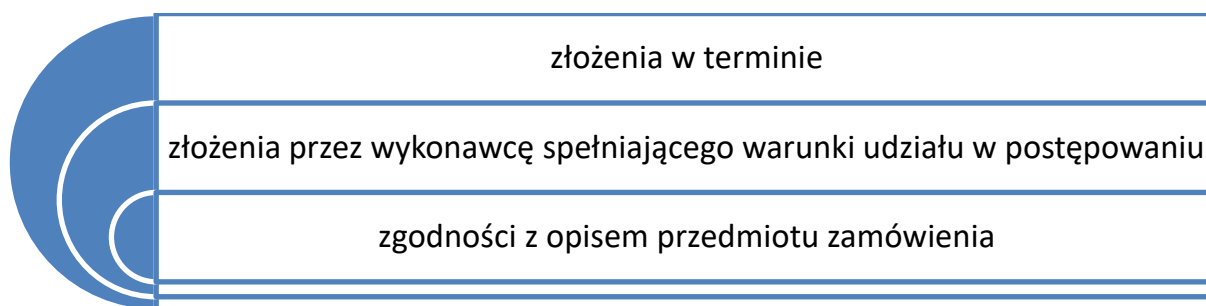 złożenia w terminie
złożenia przez wykonawcę spełniającego warunki udziału w postępowaniu
zgodności z opisem przedmiotu zamówienia